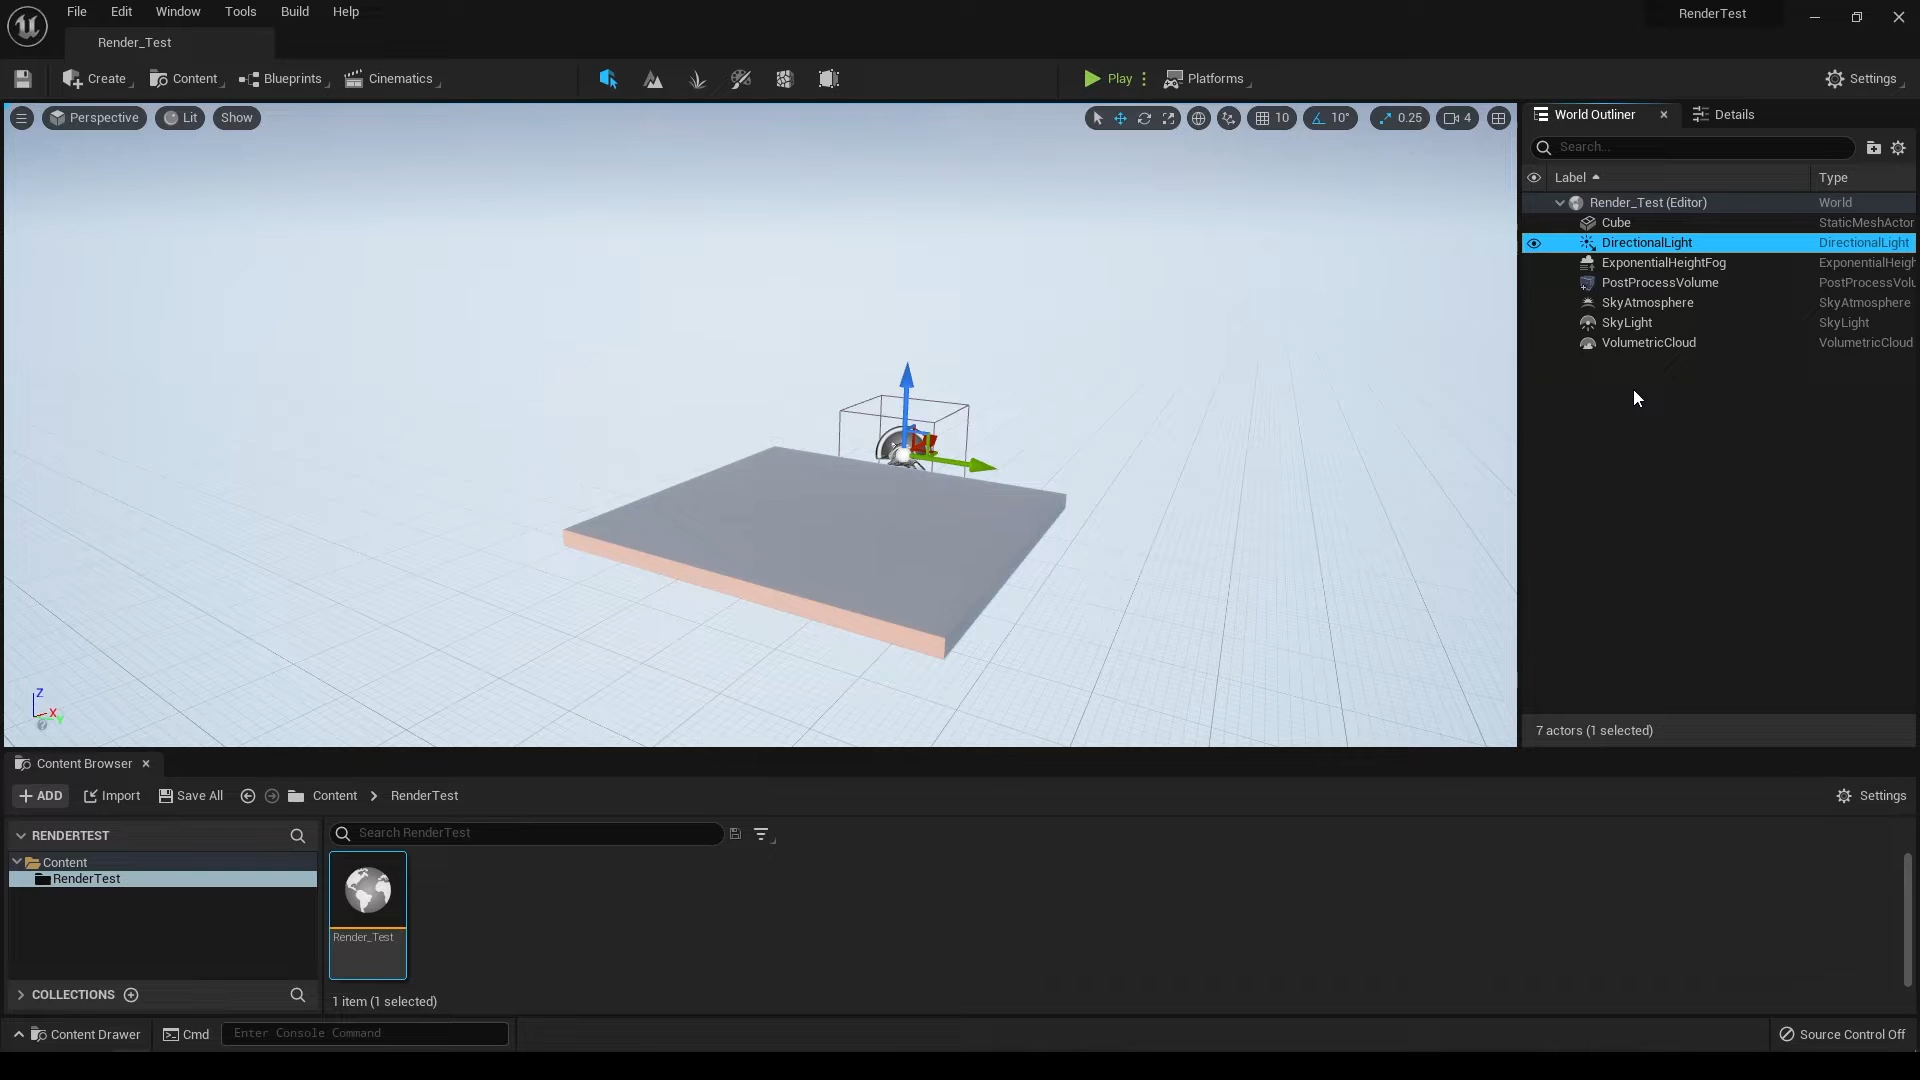 File Edit Window Tools Build Help
RenderTest
Render_Test
Create Content Blueprints Cinematics Play Platforms Settings
Perspective Lit Show 10 10° 0.25 4
World Outliner Details
Search...
Label Type
Render_Test (Editor) World
Cube StaticMeshActor
DirectionalLight DirectionalLight
ExponentialHeightFog ExponentialHeigh
PostProcessVolume PostProcessVolu
SkyAtmosphere SkyAtmosphere
SkyLight SkyLight
VolumetricCloud VolumetricCloud
7 actors (1 selected)
Z
X
Y
Content Browser
ADD Import Save All Content RenderTest Settings
RENDERTEST
Search RenderTest
Content
RenderTest
Render_Test
COLLECTIONS
1 item (1 selected)
Content Drawer Cmd Enter Console Command Source Control Off